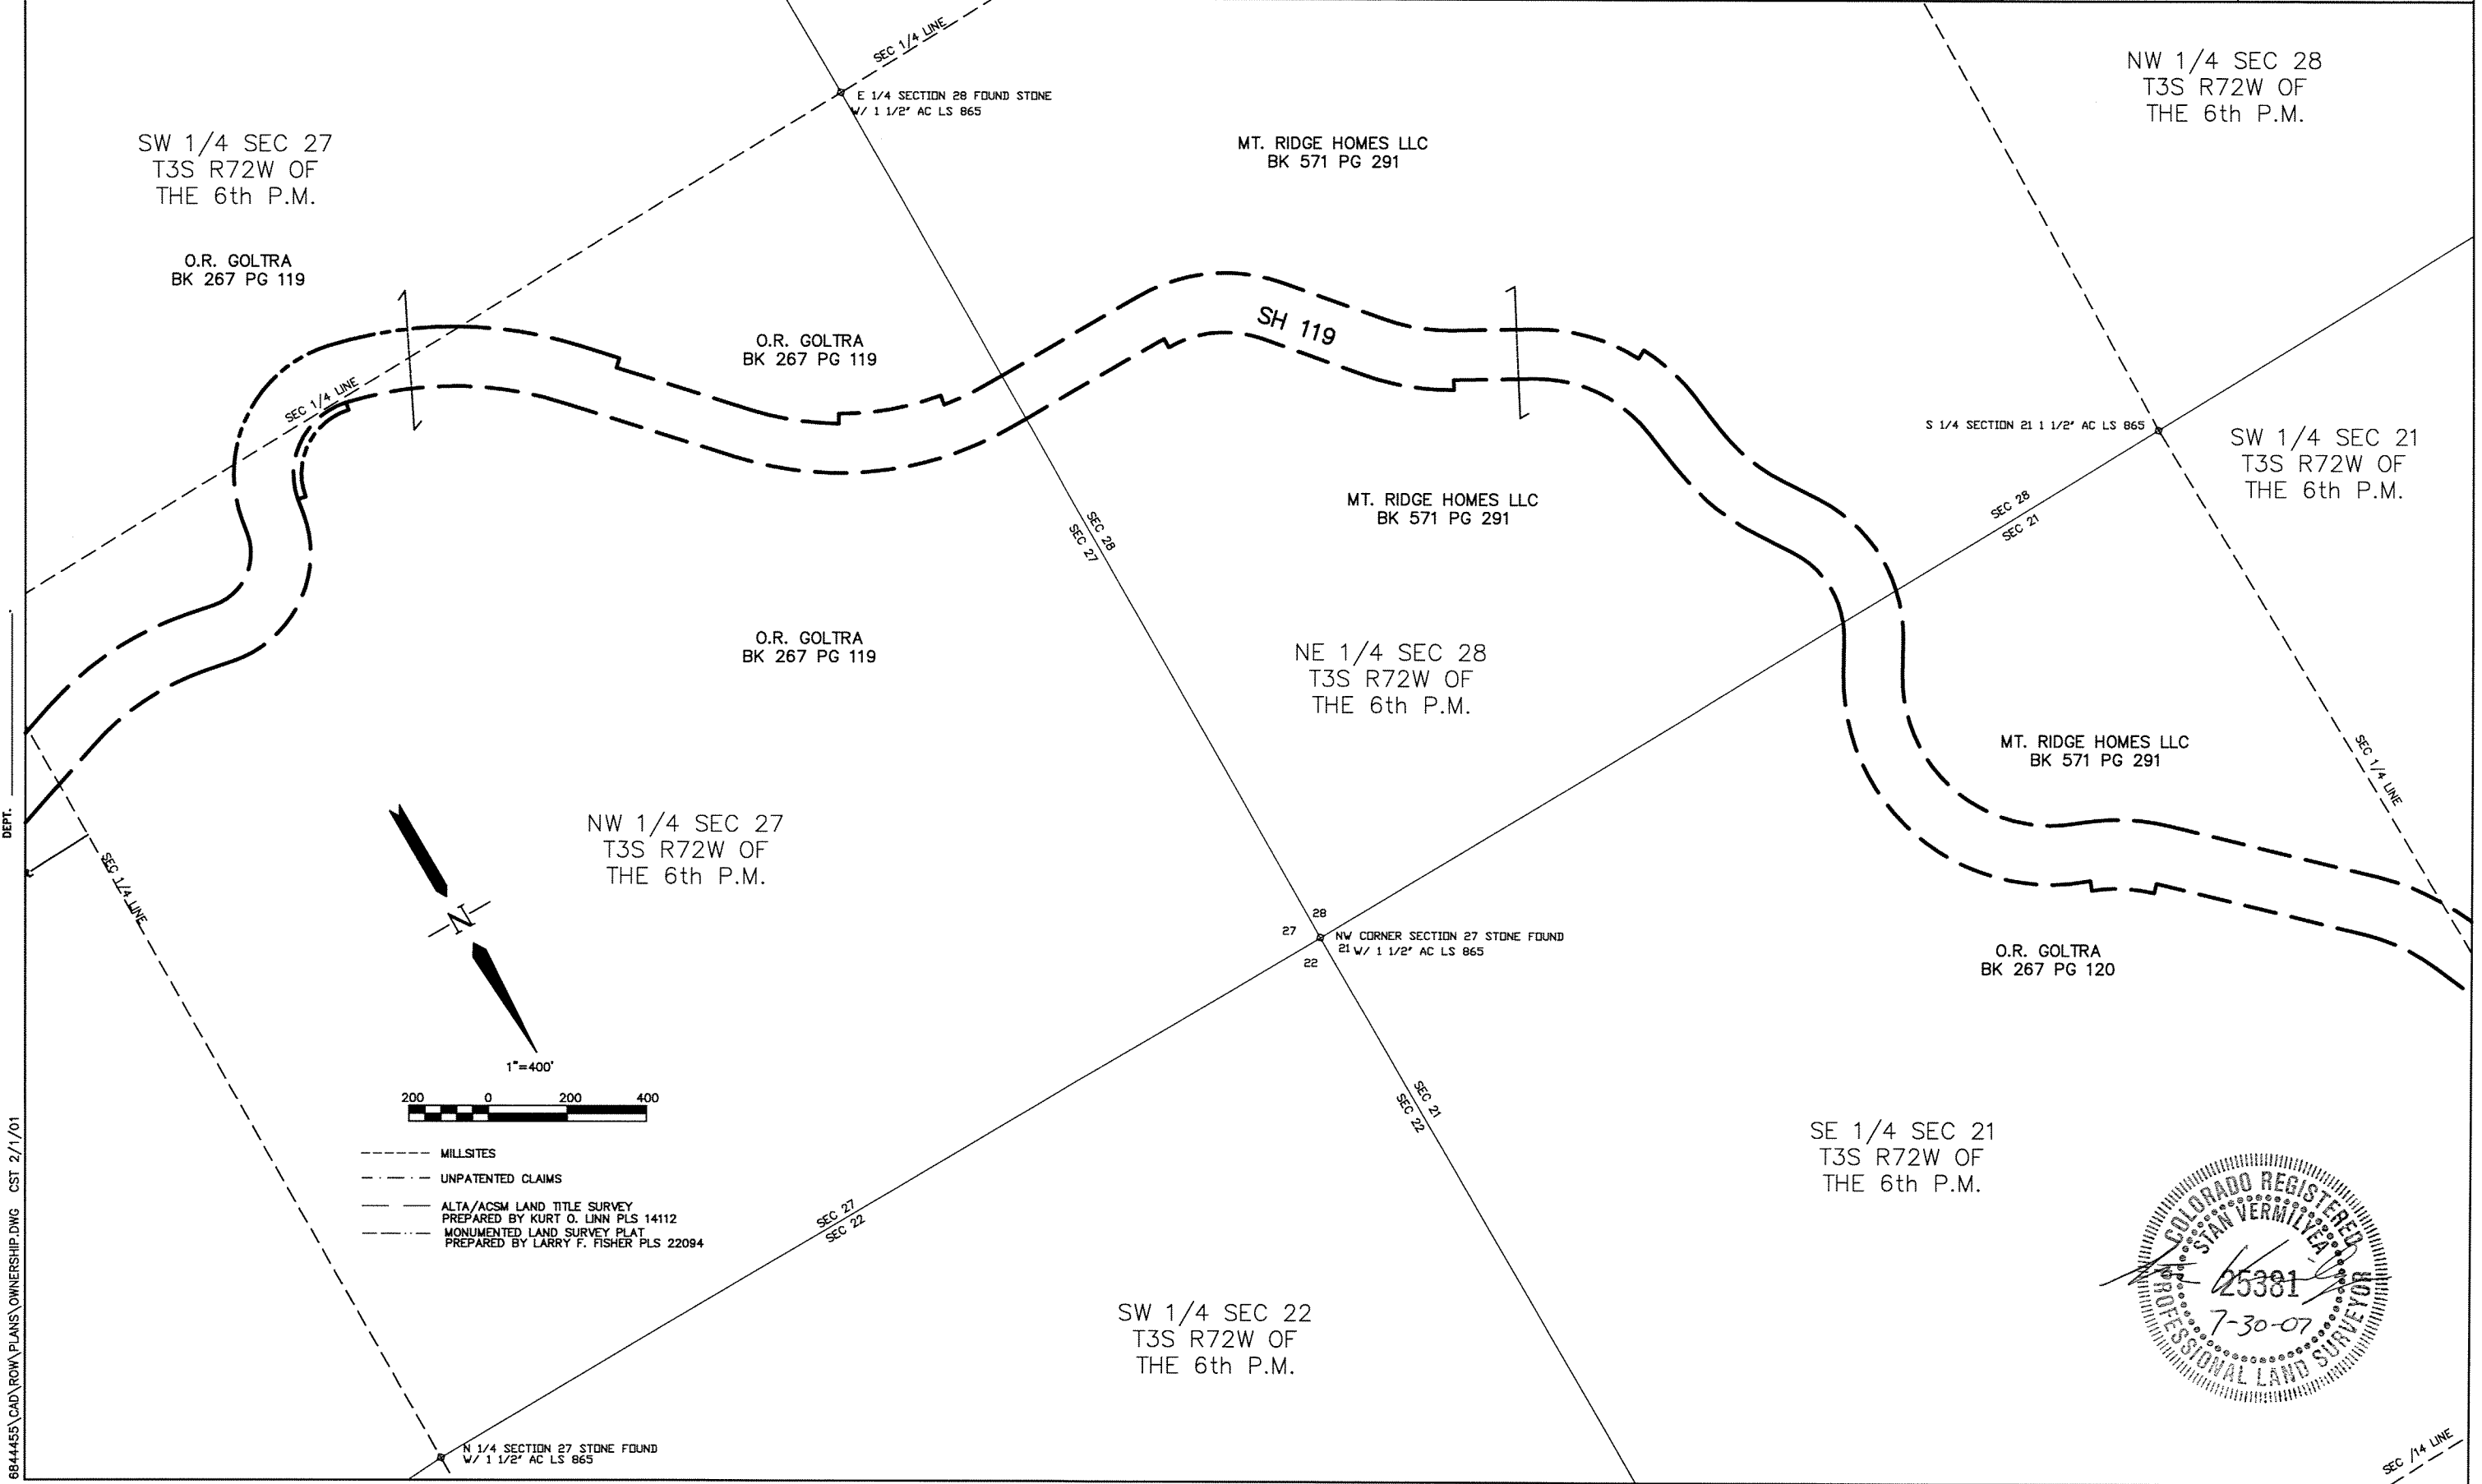 SEC 1/4 LINE
E 1/4 SECTION 28 FOUND STONE
W/ 1 1/2" AC LS 865
NW 1/4 SEC 28
T3S R72W OF
THE 6th P.M.
SW 1/4 SEC 27
T3S R72W OF
THE 6th P.M.
MT. RIDGE HOMES LLC
BK 571 PG 291
O.R. GOLTRA
BK 267 PG 119
SH 119
O.R. GOLTRA
BK 267 PG 119
SEC 1/4 LINE
S 1/4 SECTION 21 1 1/2" AC LS 865
SW 1/4 SEC 21
T3S R72W OF
THE 6th P.M.
MT. RIDGE HOMES LLC
BK 571 PG 291
SEC 28
SEC 27
SEC 28
SEC 21
O.R. GOLTRA
BK 267 PG 119
NE 1/4 SEC 28
T3S R72W OF
THE 6th P.M.
MT. RIDGE HOMES LLC
BK 571 PG 291
SEC 1/4 LINE
DEPT.
SEC 1/4 LINE
NW 1/4 SEC 27
T3S R72W OF
THE 6th P.M.
N
28
27
NW CORNER SECTION 27 STONE FOUND
21 W/ 1 1/2" AC LS 865
22
O.R. GOLTRA
BK 267 PG 120
1"=400'
200 0 200 400
SEC 21
SEC 22
MILLSITES
UNPATENTED CLAIMS
ALTA/ACSM LAND TITLE SURVEY
PREPARED BY KURT O. LINN PLS 14112
MONUMENTED LAND SURVEY PLAT
PREPARED BY LARRY F. FISHER PLS 22094
SEC 27
SEC 22
SE 1/4 SEC 21
T3S R72W OF
THE 6th P.M.
COLORADO REGISTERED
STAN VERMILYEA
25381
7-30-07
PROFESSIONAL LAND SURVEYOR
SW 1/4 SEC 22
T3S R72W OF
THE 6th P.M.
N 1/4 SECTION 27 STONE FOUND
W/ 1 1/2" AC LS 865
SEC /14 LINE
6844455\CAD\ROW\PLANS\OWNERSHIP.DWG CST 2/1/01